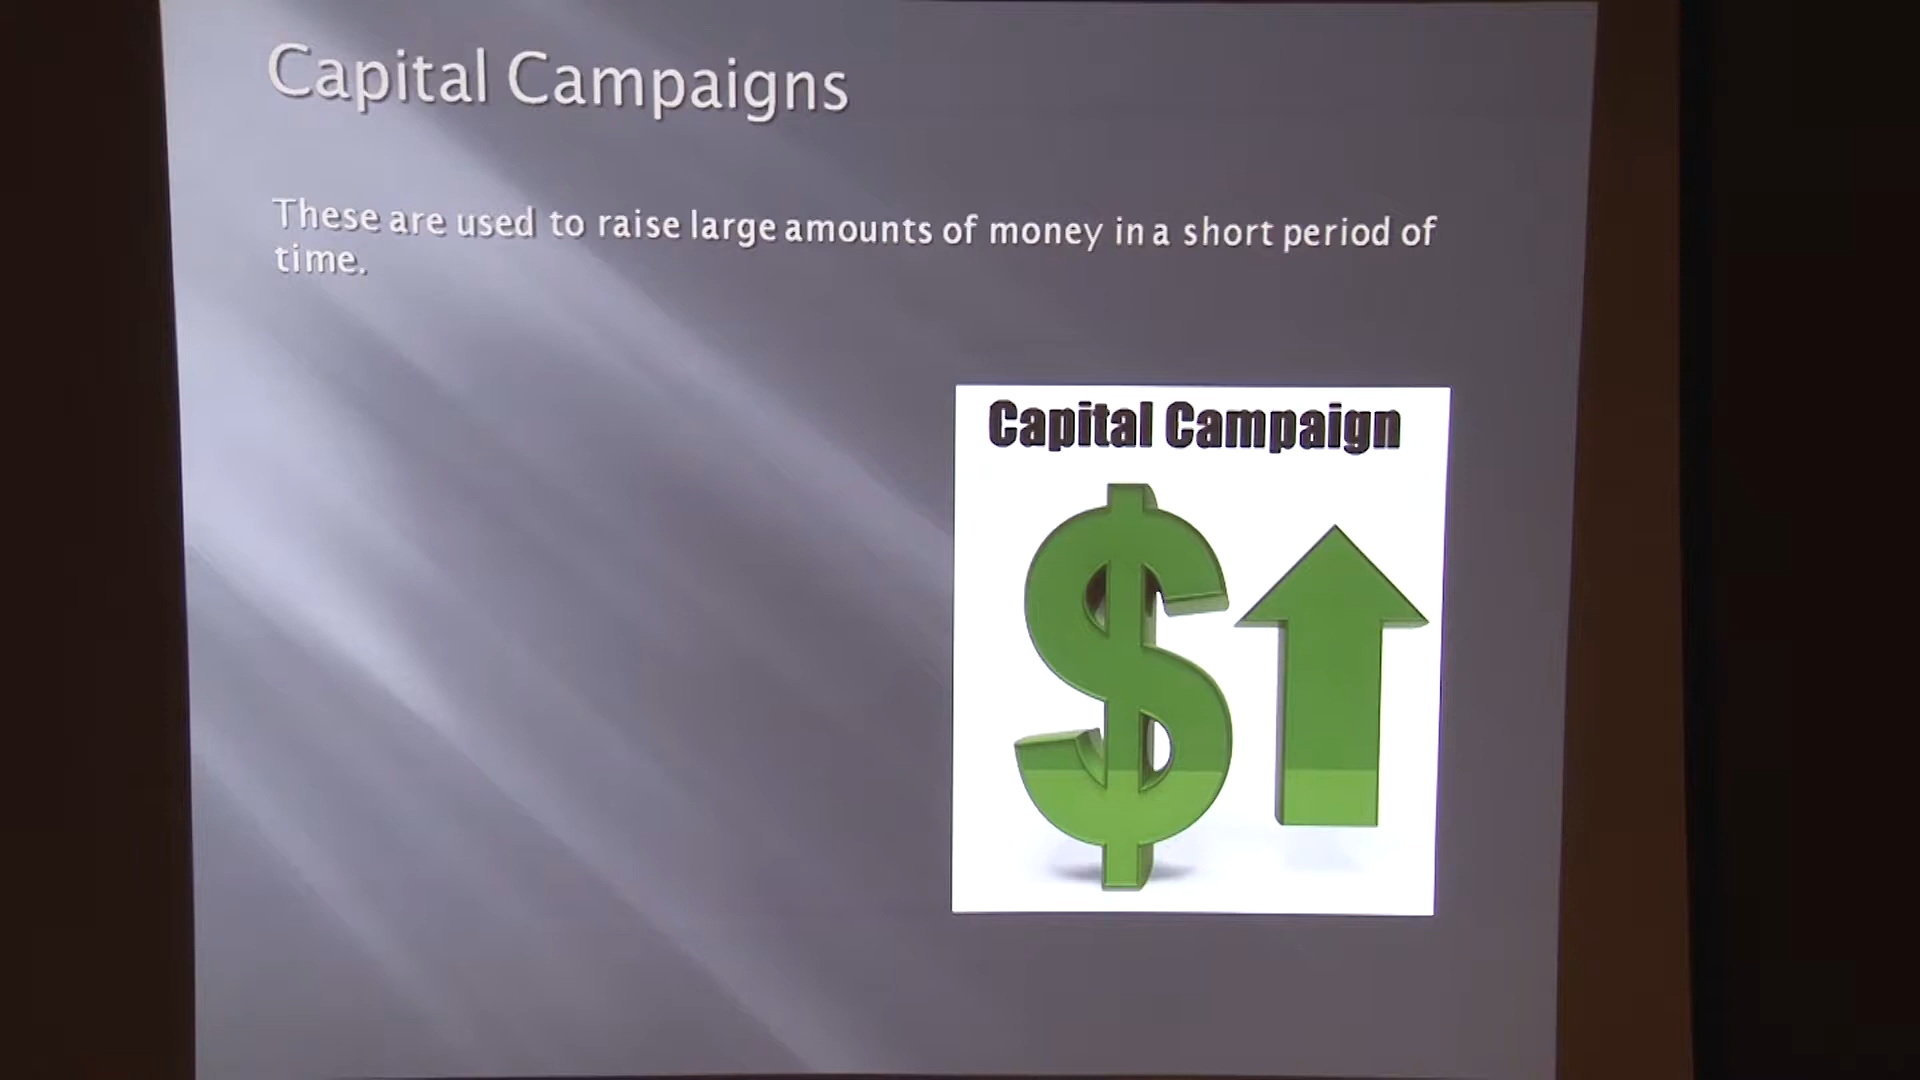 Capital Campaigns
These are used to raise large amounts of money in a short period of
time.
Capital Campaign
$